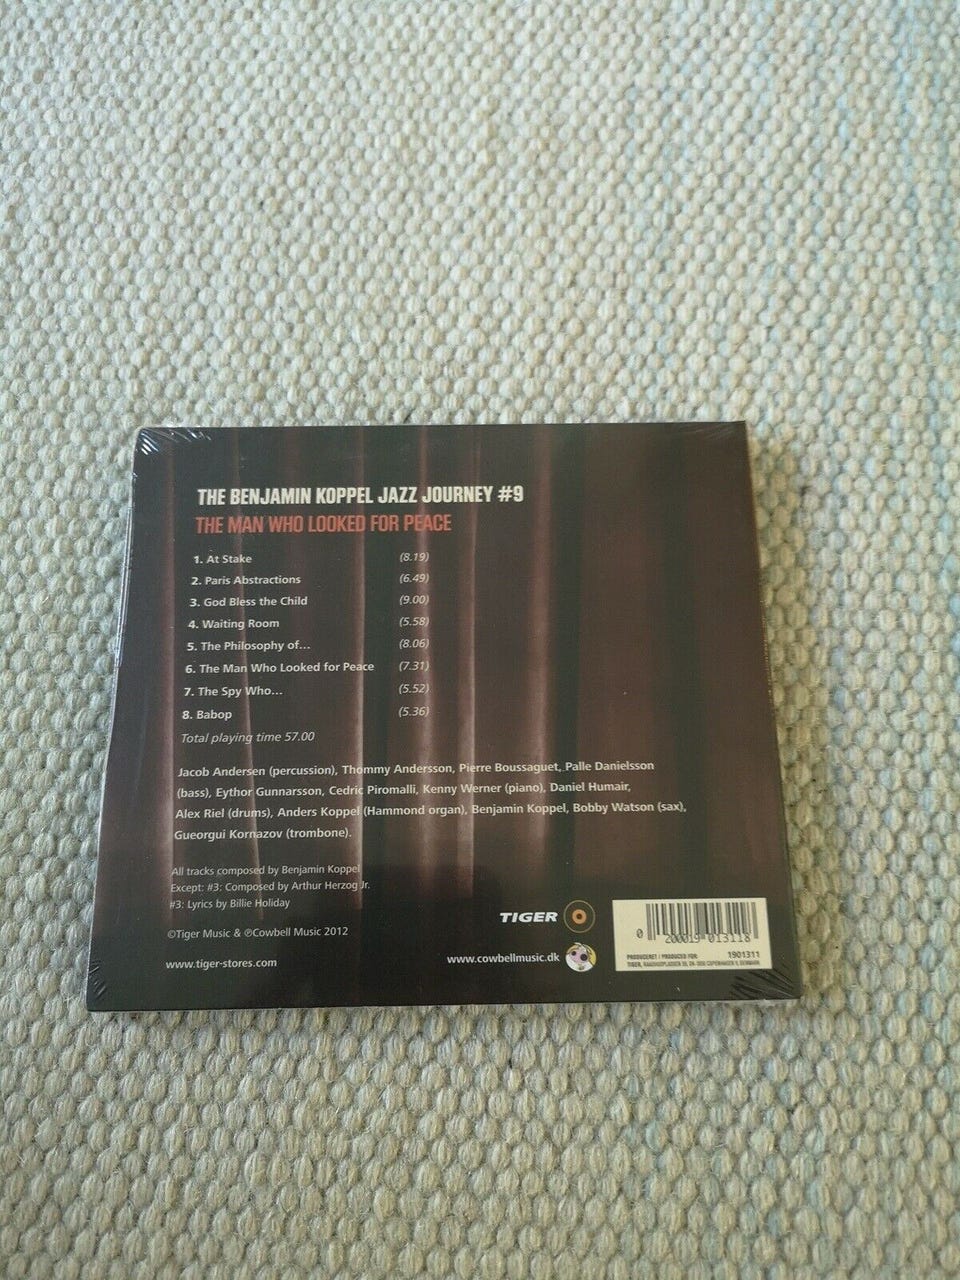 THE BENJAMIN KOPPEL JAZZ JOURNEY #9
THE MAN WHO LOOKED FOR PEACE
1. At Stake (8.19)
2. Paris Abstractions (6.49)
3. God Bless the Child (9.00)
4. Waiting Room (5.58)
5. The Philosophy of... (8.06)
6. The Man Who Looked for Peace (7.31)
7. The Spy Who... (5.52)
8. Babop (5.36)
Total playing time 57.00
Jacob Andersen (percussion), Thommy Andersson, Pierre Boussaguet, Palle Danielsson
(bass), Eythor Gunnarsson, Cedric Piromalli, Kenny Werner (piano), Daniel Humair,
Alex Riel (drums), Anders Koppel (Hammond organ), Benjamin Koppel, Bobby Watson (sax),
Gueorgui Kornazov (trombone).
All tracks composed by Benjamin Koppel
Except: #3: Composed by Arthur Herzog Jr.
#3: Lyrics by Billie Holiday
©Tiger Music & ℗Cowbell Music 2012
www.tiger-stores.com
TIGER
www.cowbellmusic.dk
0 200019 013118
PRODUCERET / PRODUCED FOR: 1901311
TIGER, COPENHAGEN V, DENMARK